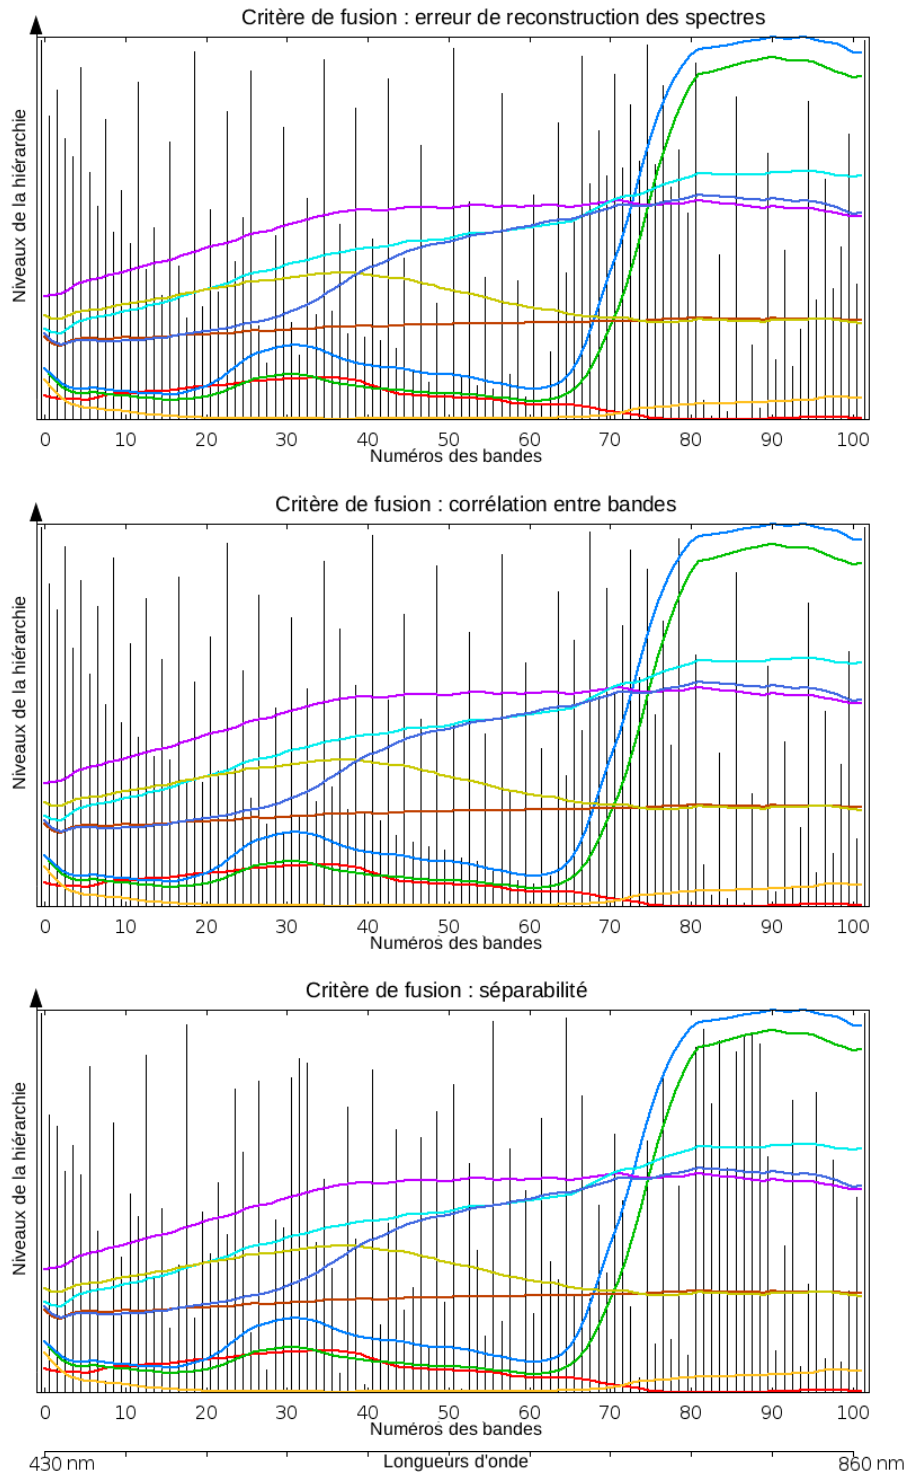 Critère de fusion : erreur de reconstruction des spectres
Niveaux de la hiérarchie
0 10 20 30 40 50 60 70 80 90 100
Numéros des bandes
Critère de fusion : corrélation entre bandes
Niveaux de la hiérarchie
0 10 20 30 40 50 60 70 80 90 100
Numéros des bandes
Critère de fusion : séparabilité
Niveaux de la hiérarchie
0 10 20 30 40 50 60 70 80 90 100
Numéros des bandes
430 nm Longueurs d'onde 860 nm